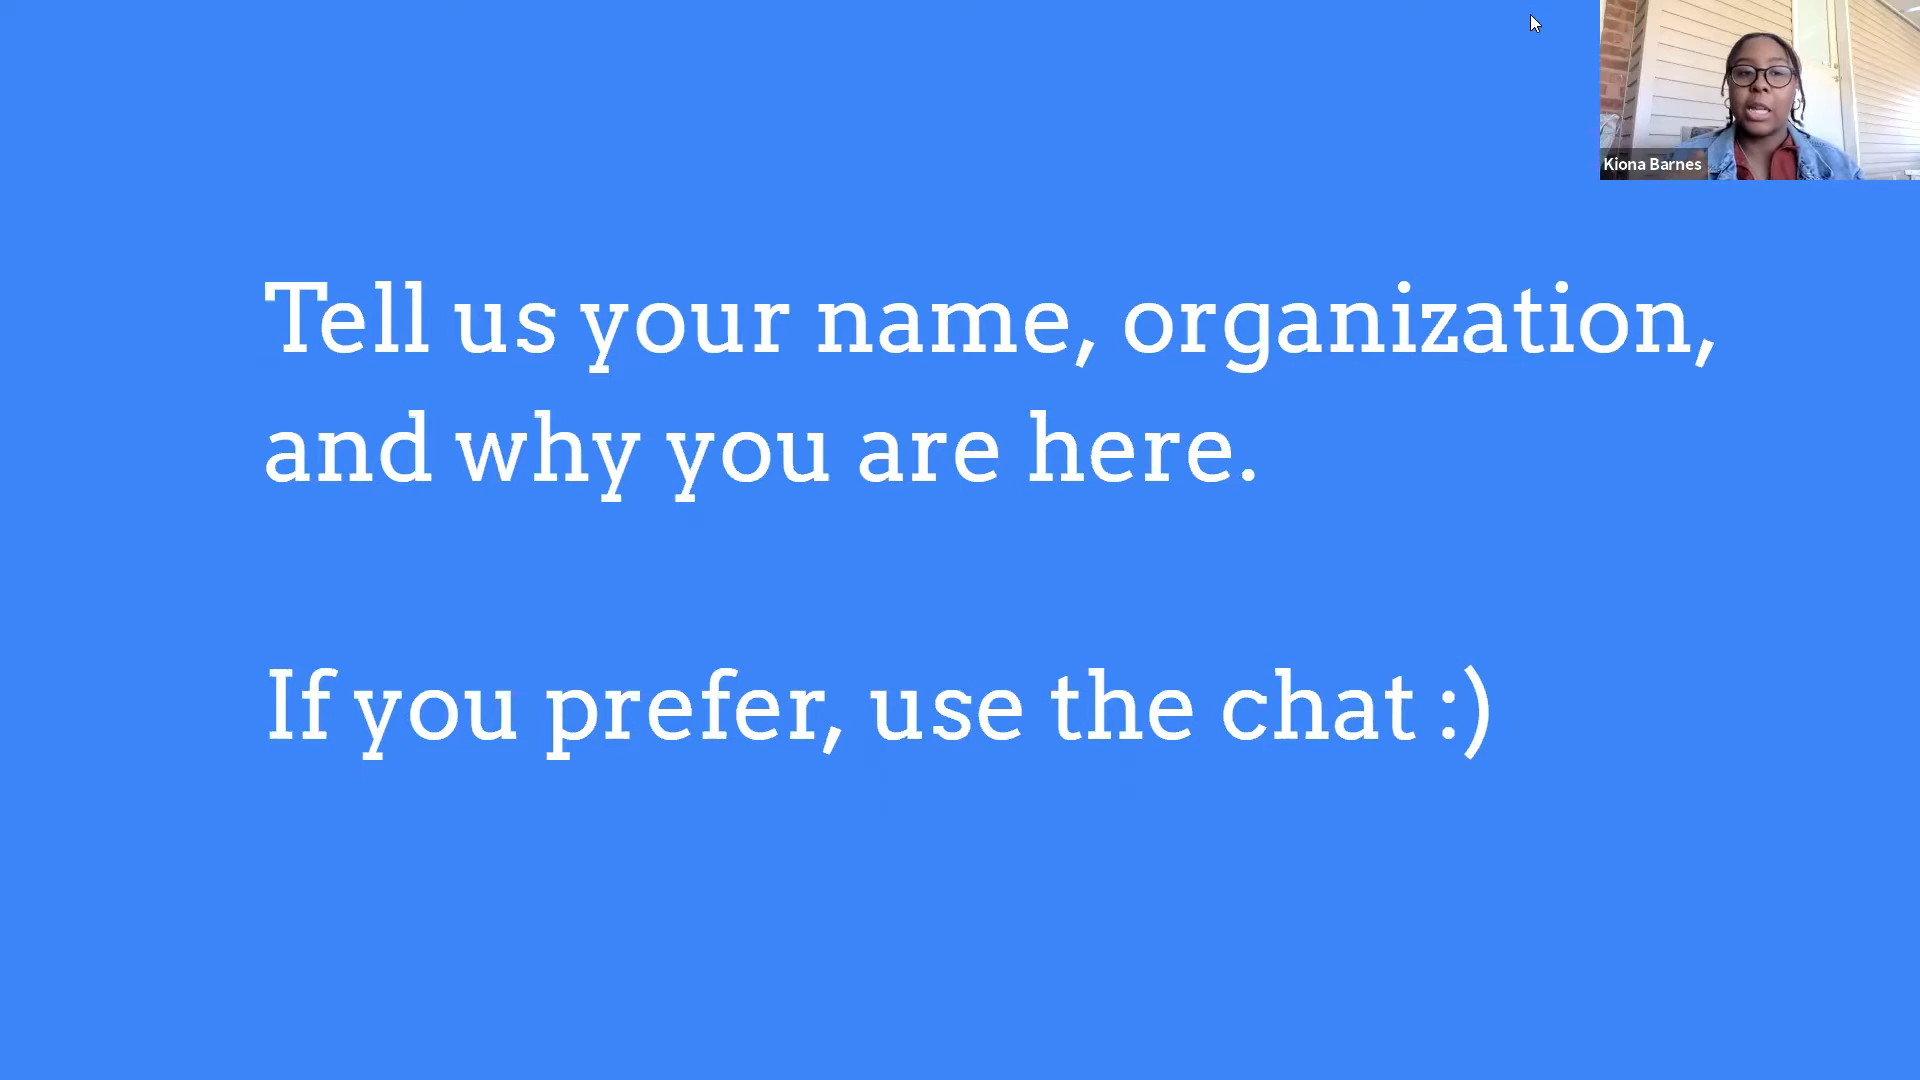 Kiona Barnes
Tell us your name, organization,
and why you are here.
If you prefer, use the chat :)